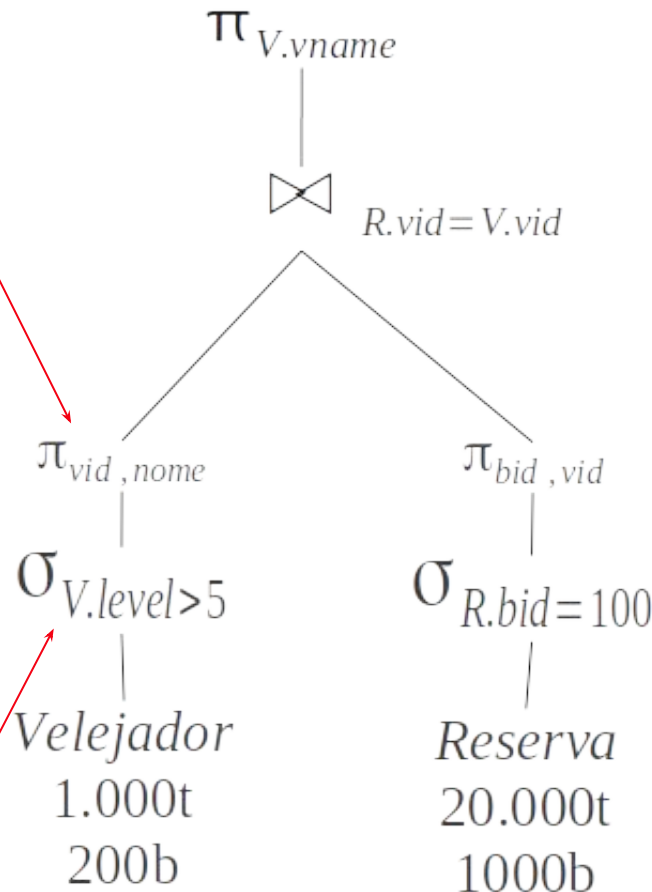 π V.vname
R.vid=V.vid
π vid ,nome
π bid ,vid
σ V.level>5
σ R.bid=100
Velejador
1.000t
200b
Reserva
20.000t
1000b